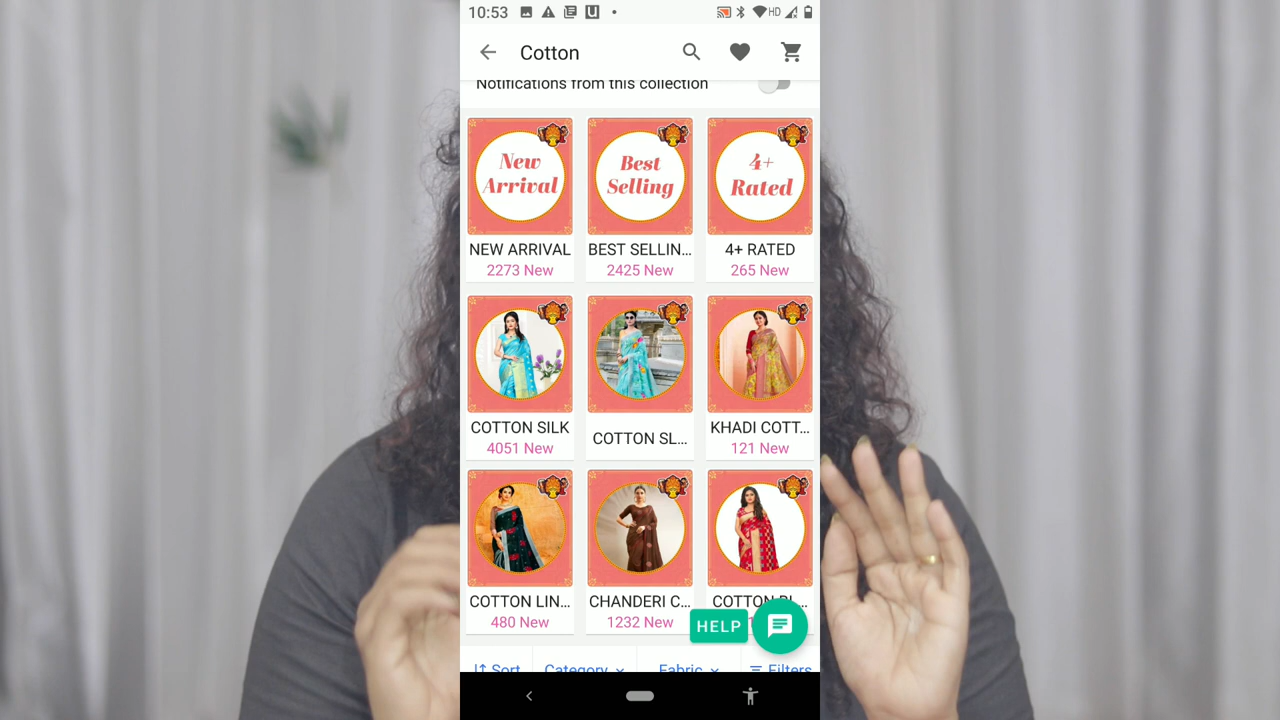 10:53
HD
Cotton
Notifications from this collection
New
Arrival
Best
Selling
4+
Rated
NEW ARRIVAL
BEST SELLIN...
4+ RATED
2273 New
2425 New
265 New
COTTON SILK
COTTON SL...
KHADI COTT...
4051 New
121 New
COTTON LIN...
CHANDERI C...
COTTON
480 New
1232 New
HELP
Sort
Category
Fabric
Filters